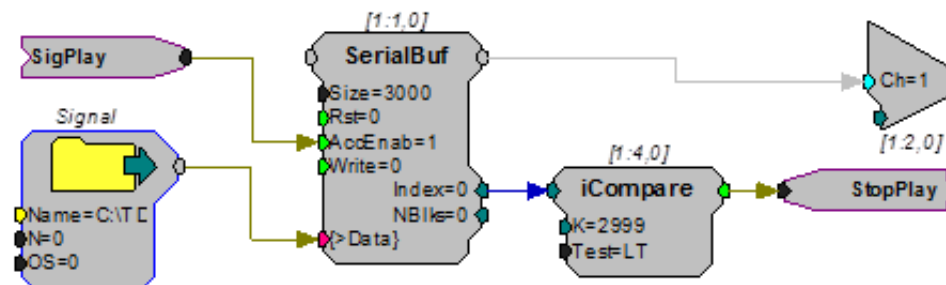 [1:1,0]
SigPlay
SerialBuf
Size=3000
Rst=0
AccEnab=1
Write=0
Index=0
NBlks=0
{>Data}
Ch=1
[1:2,0]
Signal
Name=C:\TD
N=0
OS=0
[1:4,0]
iCompare
K=2999
Test=LT
StopPlay